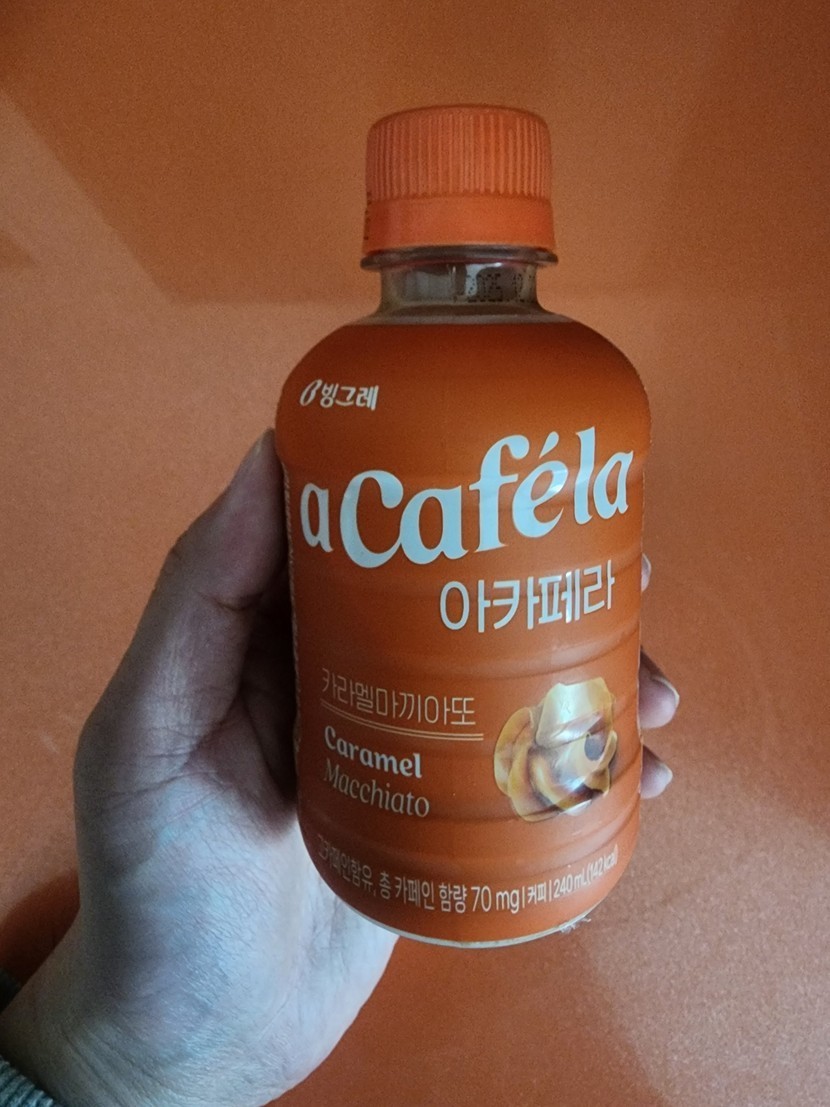 빙그레
aCaféla
아카페라
카라멜마끼아또
Caramel
Macchiato
고카페인함유, 총 카페인 함량 70 mg | 커피 | 240 mL (142 kcal)